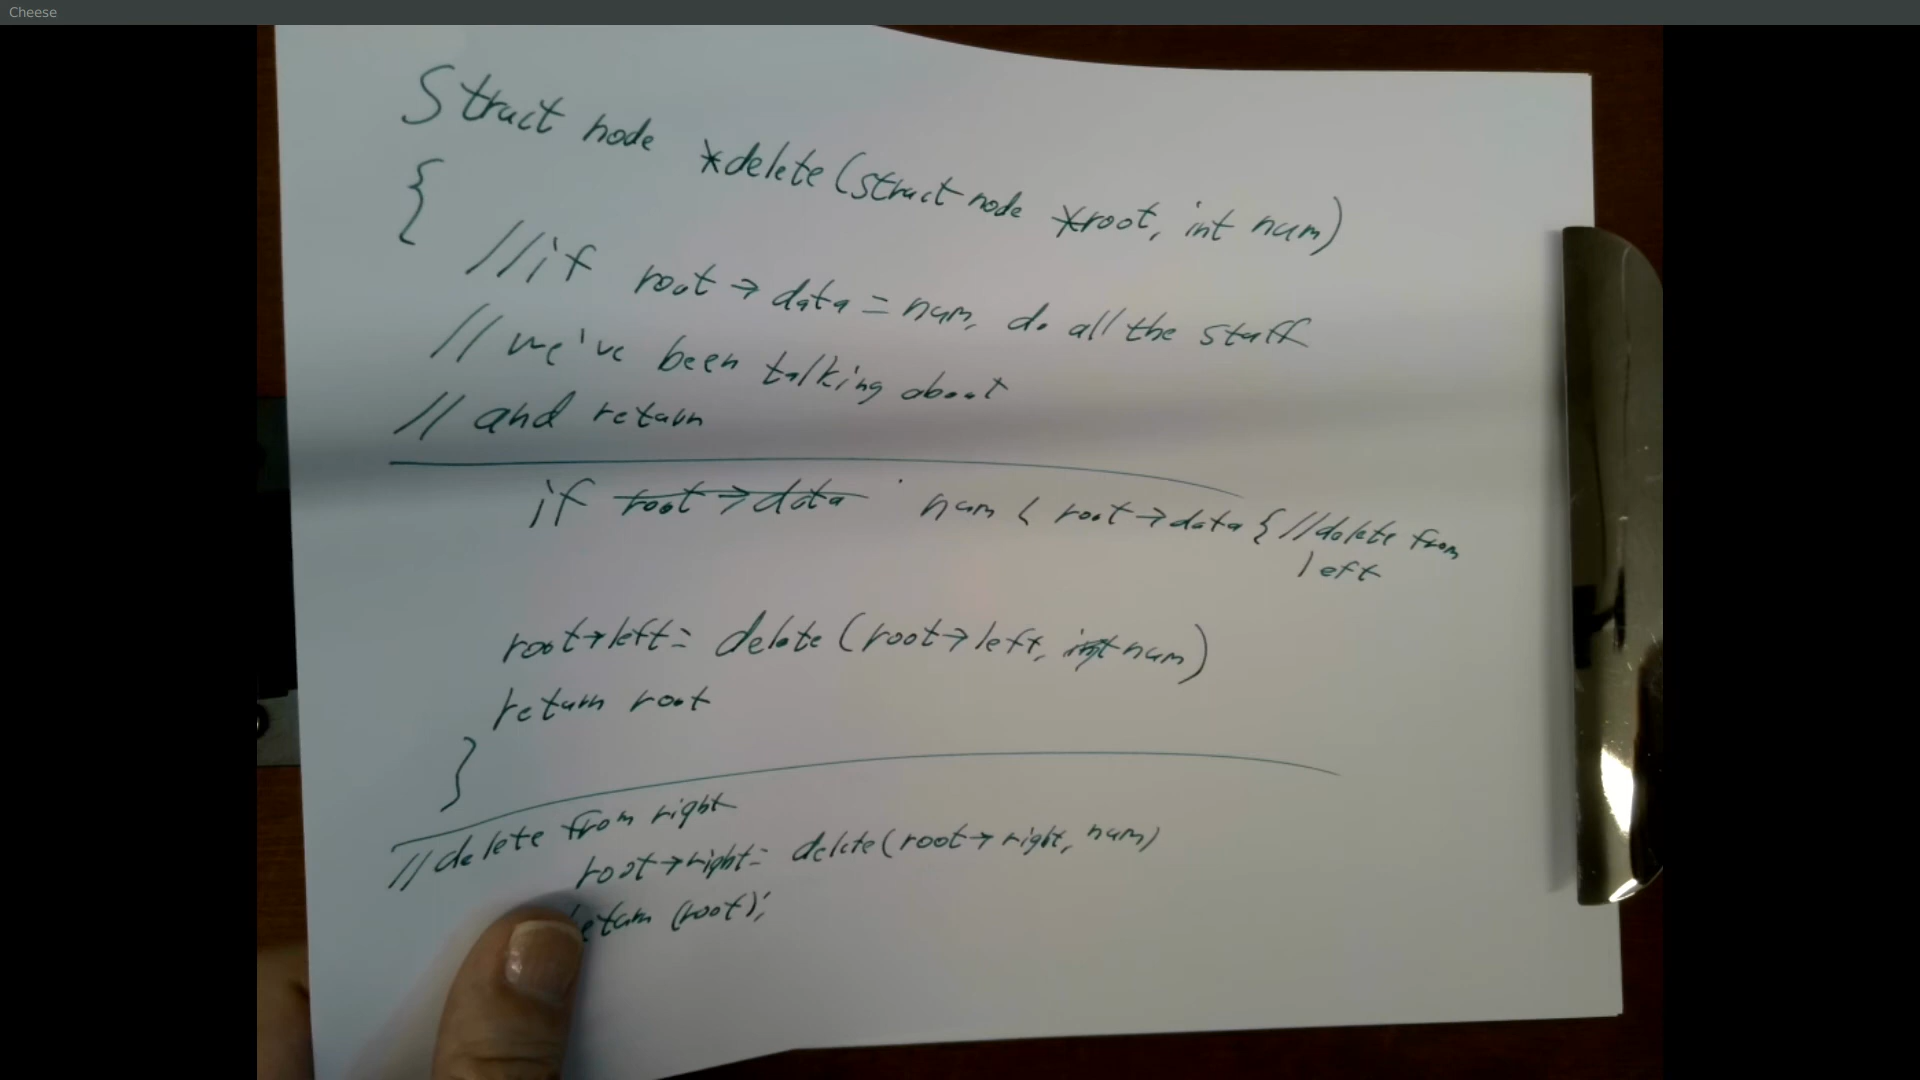 Cheese
Struct node *delete(struct node *root, int num)
{
//if root → data = num, do all the stuff
// we've been talking about
// and return
if root → data num < root → data { //delete from
left
root→left = delete (root→left, int num)
return root
}
//delete from right
root→right = delete(root→right, num)
return (root);